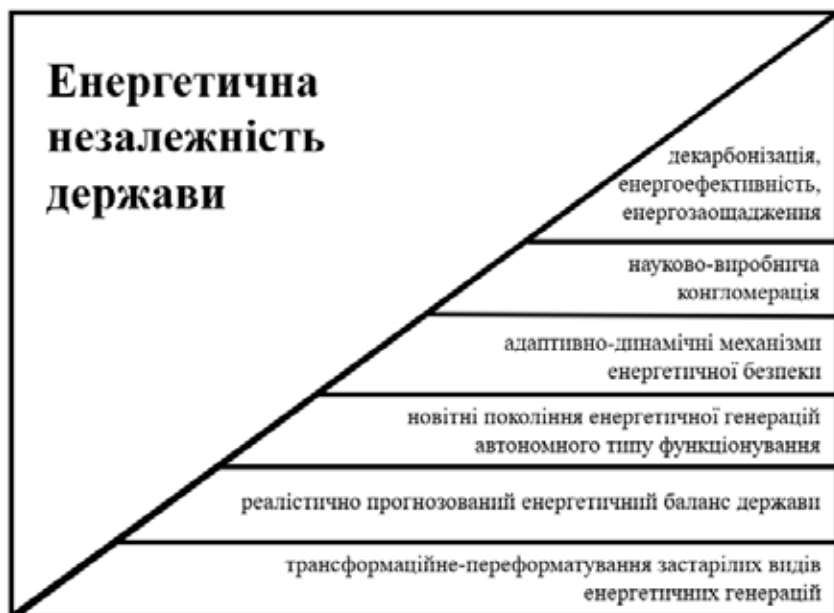 Енергетична
незалежність
держави
декарбонізація,
енергоефективність,
енергозаощадження
науково-виробнича
конгломерація
адаптивно-динамічні механізми
енергетичної безпеки
новітні покоління енергетичної генерацій
автономного типу функціонування
реалістично прогнозований енергетичний баланс держави
трансформаційне-переформатування застарілих видів
енергетичних генерацій